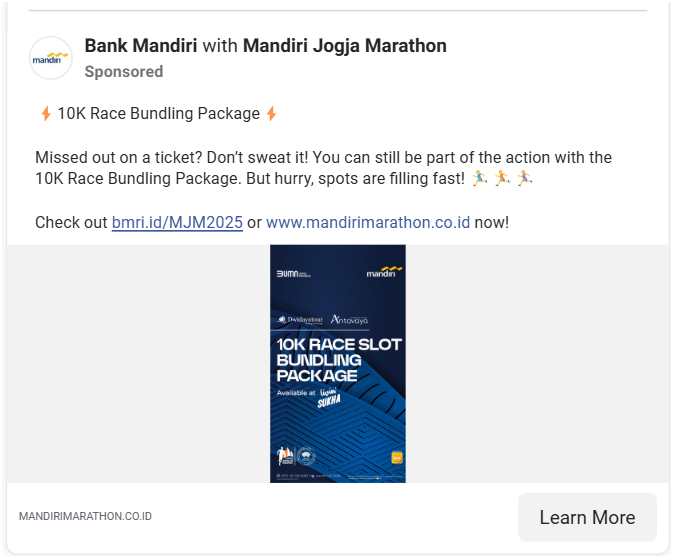 mandiri
Bank Mandiri with Mandiri Jogja Marathon
Sponsored
⚡ 10K Race Bundling Package ⚡
Missed out on a ticket? Don’t sweat it! You can still be part of the action with the
10K Race Bundling Package. But hurry, spots are filling fast! 🏃‍♂️ 🏃 🏃‍♀️
Check out bmri.id/MJM2025 or www.mandirimarathon.co.id now!
BUMN
mandiri
Dwidayatour
Antavaya
10K RACE SLOT
BUNDLING
PACKAGE
Available at livin'
SUKHA
MANDIRIMARATHON.CO.ID
Learn More